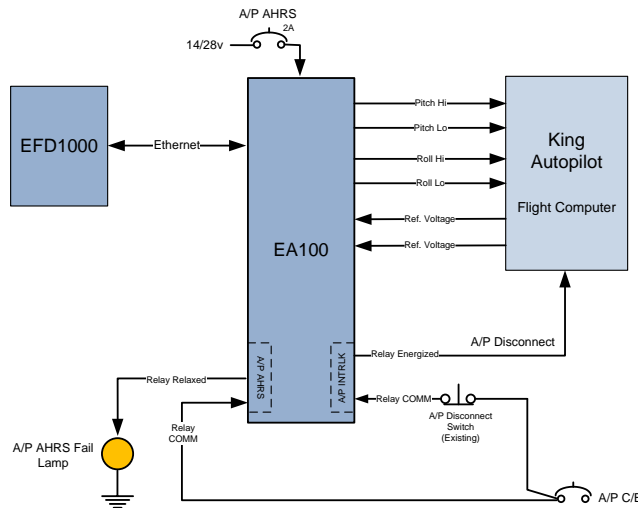 A/P AHRS
2A
14/28v
EFD1000
Ethernet
EA100
Pitch Hi
Pitch Lo
Roll Hi
Roll Lo
Ref. Voltage
Ref. Voltage
King
Autopilot
Flight Computer
A/P Disconnect
A/P AHRS
A/P INTRLK
Relay Energized
Relay Relaxed
Relay COMM
Relay
COMM
A/P Disconnect
Switch
(Existing)
A/P AHRS Fail
Lamp
A/P C/B